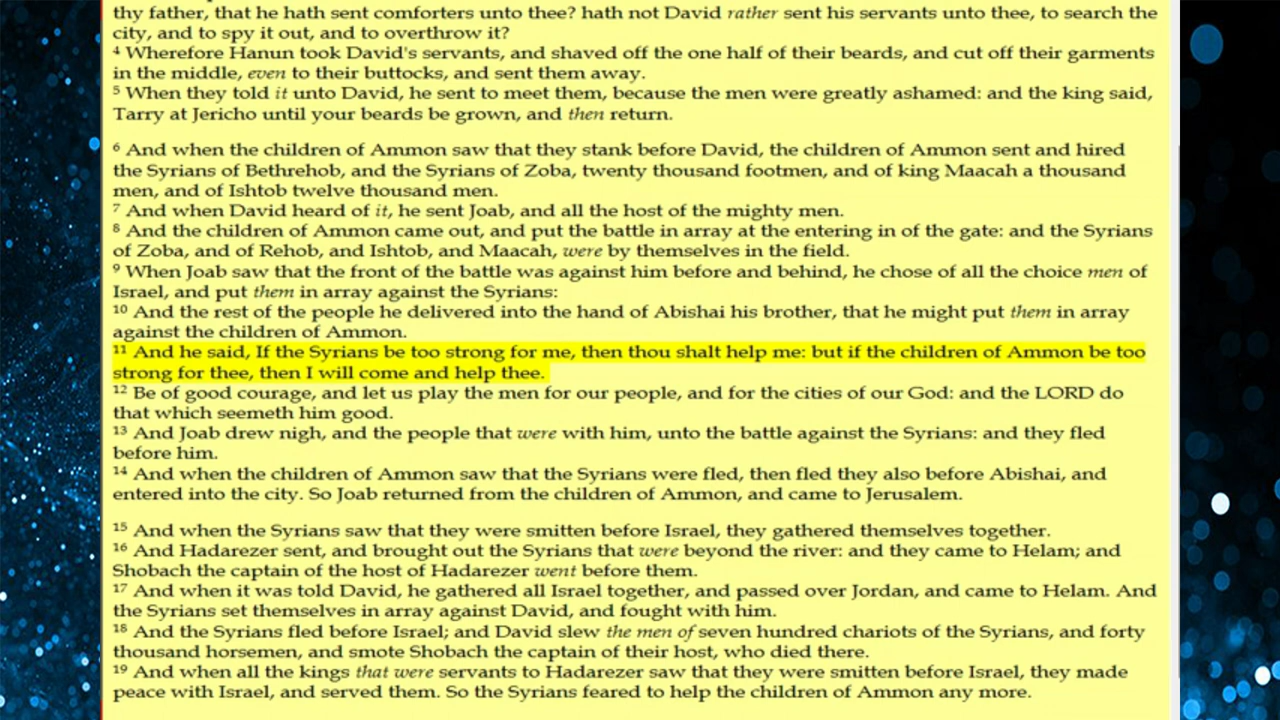 thy father, that he hath sent comforters unto thee? hath not David rather sent his servants unto thee, to search the
city, and to spy it out, and to overthrow it?
⁴ Wherefore Hanun took David's servants, and shaved off the one half of their beards, and cut off their garments
in the middle, even to their buttocks, and sent them away.
⁵ When they told it unto David, he sent to meet them, because the men were greatly ashamed: and the king said,
Tarry at Jericho until your beards be grown, and then return.
⁶ And when the children of Ammon saw that they stank before David, the children of Ammon sent and hired
the Syrians of Bethrehob, and the Syrians of Zoba, twenty thousand footmen, and of king Maacah a thousand
men, and of Ishtob twelve thousand men.
⁷ And when David heard of it, he sent Joab, and all the host of the mighty men.
⁸ And the children of Ammon came out, and put the battle in array at the entering in of the gate: and the Syrians
of Zoba, and of Rehob, and Ishtob, and Maacah, were by themselves in the field.
⁹ When Joab saw that the front of the battle was against him before and behind, he chose of all the choice men of
Israel, and put them in array against the Syrians:
¹⁰ And the rest of the people he delivered into the hand of Abishai his brother, that he might put them in array
against the children of Ammon.
¹¹ And he said, If the Syrians be too strong for me, then thou shalt help me: but if the children of Ammon be too
strong for thee, then I will come and help thee.
¹² Be of good courage, and let us play the men for our people, and for the cities of our God: and the LORD do
that which seemeth him good.
¹³ And Joab drew nigh, and the people that were with him, unto the battle against the Syrians: and they fled
before him.
¹⁴ And when the children of Ammon saw that the Syrians were fled, then fled they also before Abishai, and
entered into the city. So Joab returned from the children of Ammon, and came to Jerusalem.
¹⁵ And when the Syrians saw that they were smitten before Israel, they gathered themselves together.
¹⁶ And Hadarezer sent, and brought out the Syrians that were beyond the river: and they came to Helam; and
Shobach the captain of the host of Hadarezer went before them.
¹⁷ And when it was told David, he gathered all Israel together, and passed over Jordan, and came to Helam. And
the Syrians set themselves in array against David, and fought with him.
¹⁸ And the Syrians fled before Israel; and David slew the men of seven hundred chariots of the Syrians, and forty
thousand horsemen, and smote Shobach the captain of their host, who died there.
¹⁹ And when all the kings that were servants to Hadarezer saw that they were smitten before Israel, they made
peace with Israel, and served them. So the Syrians feared to help the children of Ammon any more.